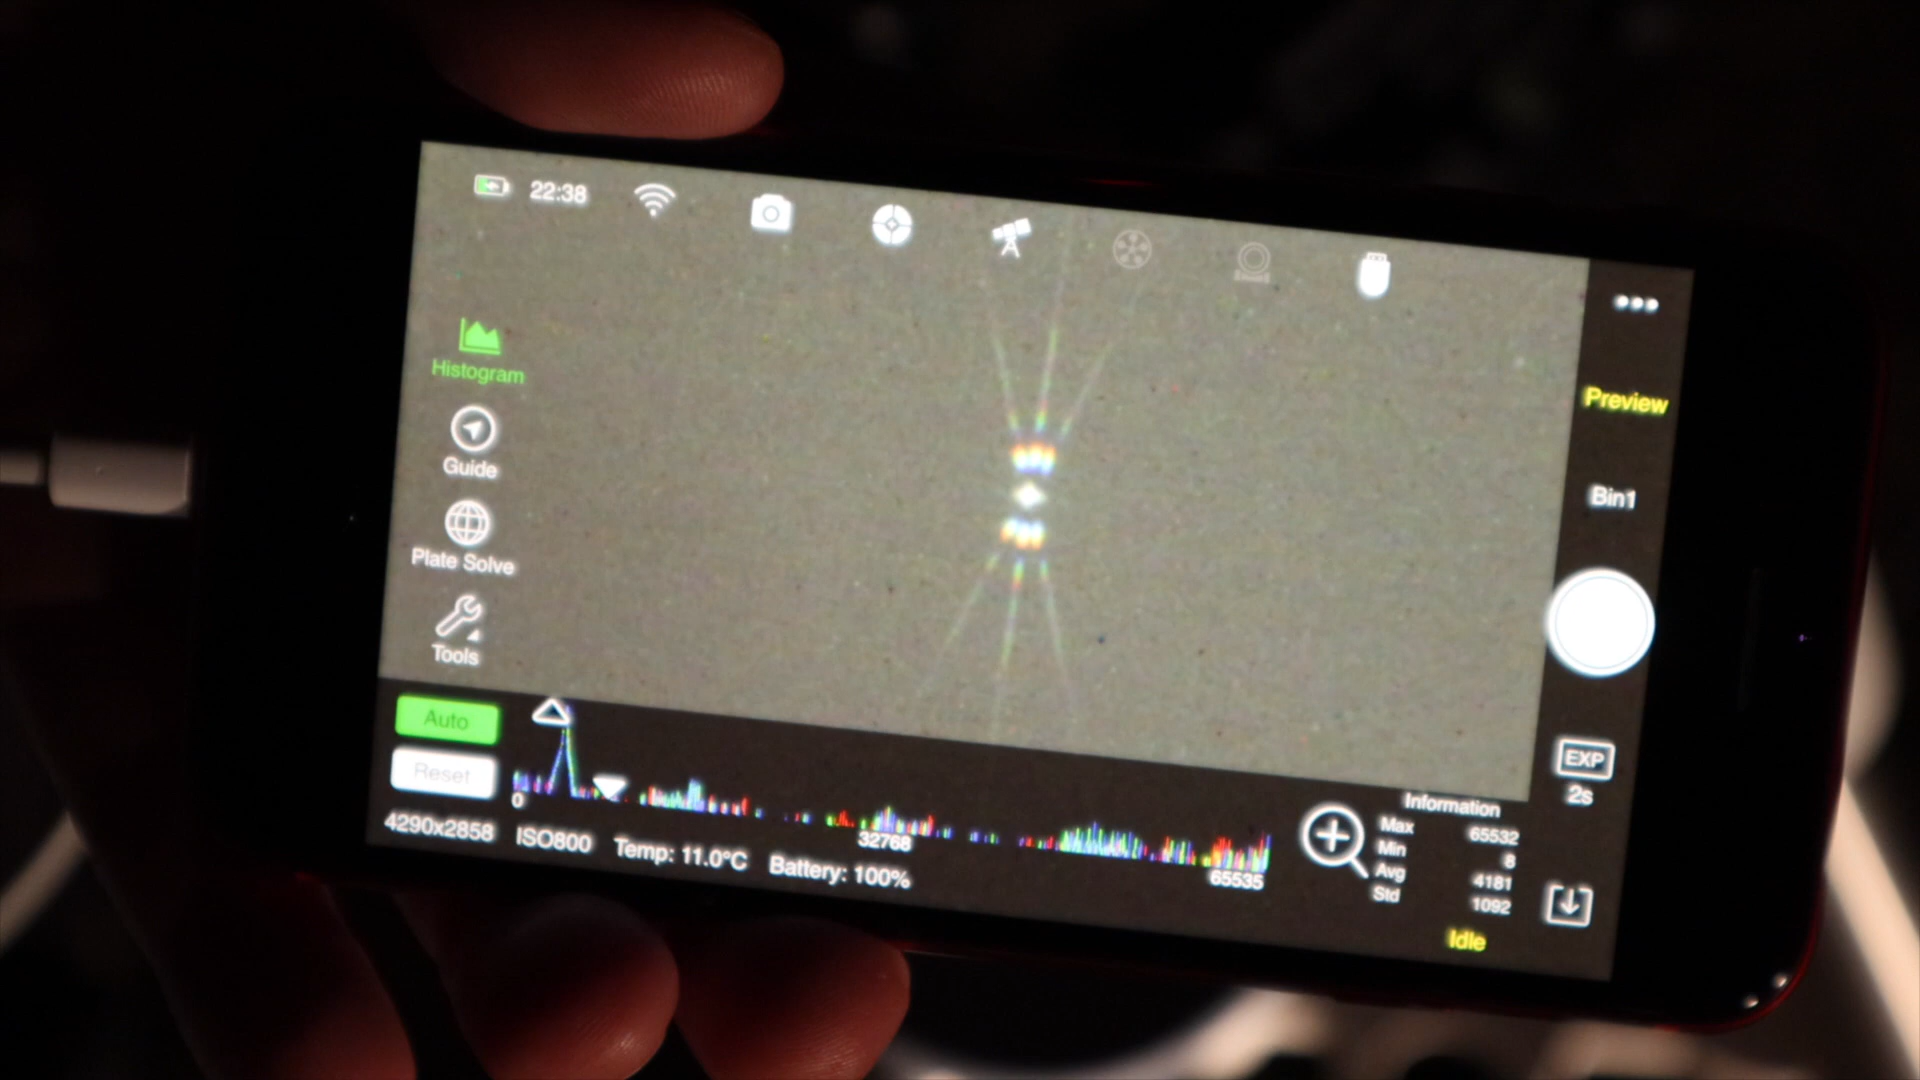 22:38
Histogram
Guide
Plate Solve
Tools
Preview
Bin1
EXP
2s
Auto
Reset
0
32768
65535
4290x2858 ISO800 Temp: 11.0°C Battery: 100%
Information
Max 65532
Min 8
Avg 4181
Std 1092
Idle